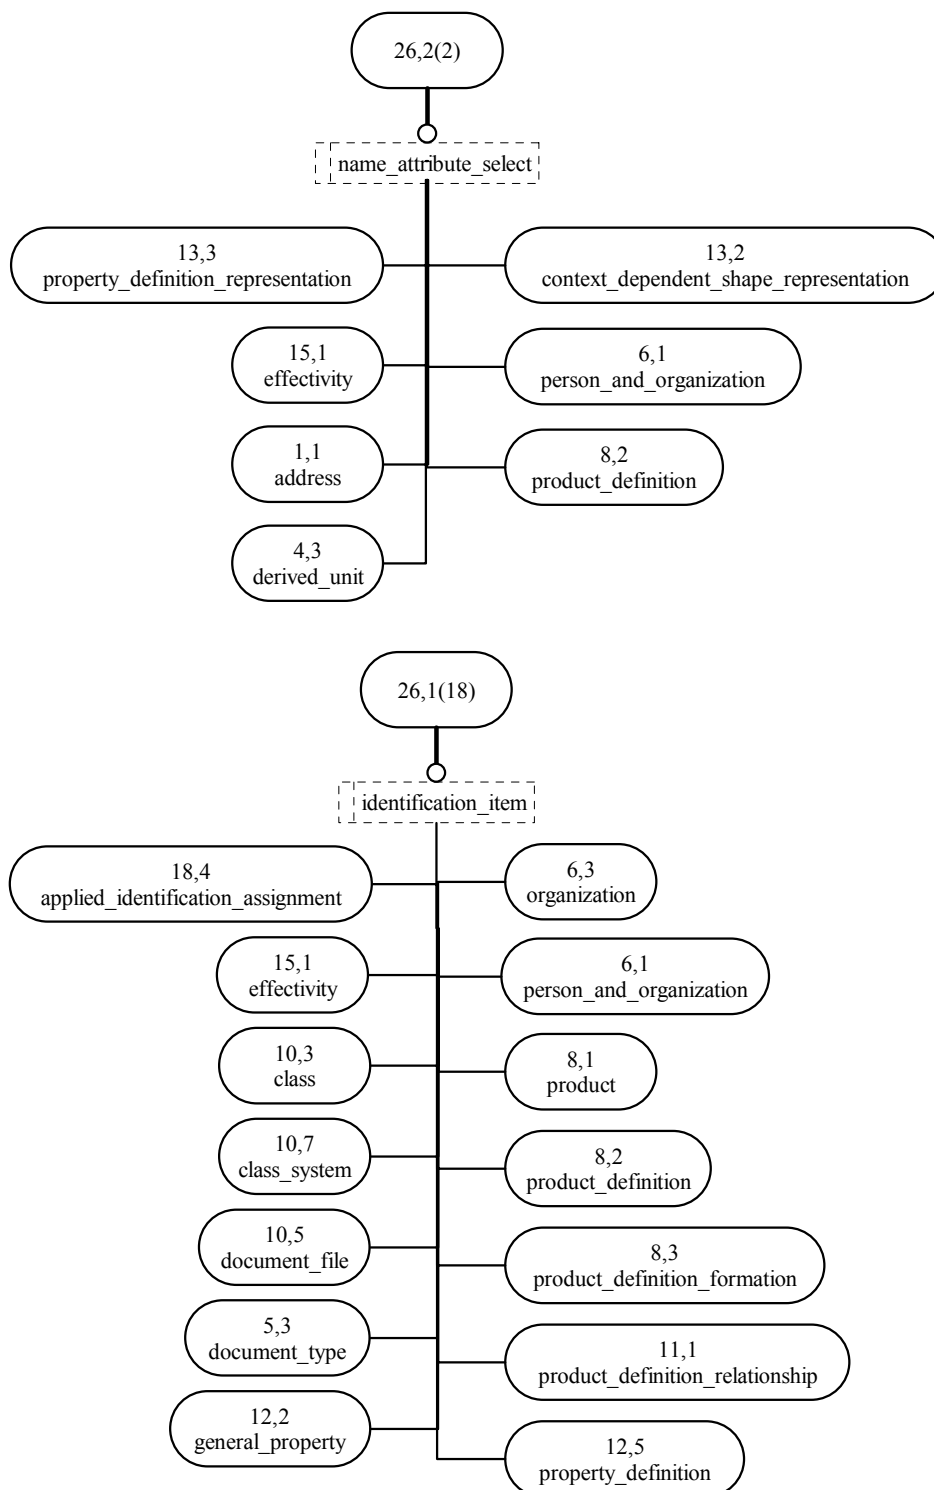 26,2(2)
name_attribute_select
13,3
property_definition_representation
13,2
context_dependent_shape_representation
15,1
effectivity
6,1
person_and_organization
1,1
address
8,2
product_definition
4,3
derived_unit
26,1(18)
identification_item
18,4
applied_identification_assignment
6,3
organization
15,1
effectivity
6,1
person_and_organization
10,3
class
8,1
product
10,7
class_system
8,2
product_definition
10,5
document_file
8,3
product_definition_formation
5,3
document_type
11,1
product_definition_relationship
12,2
general_property
12,5
property_definition